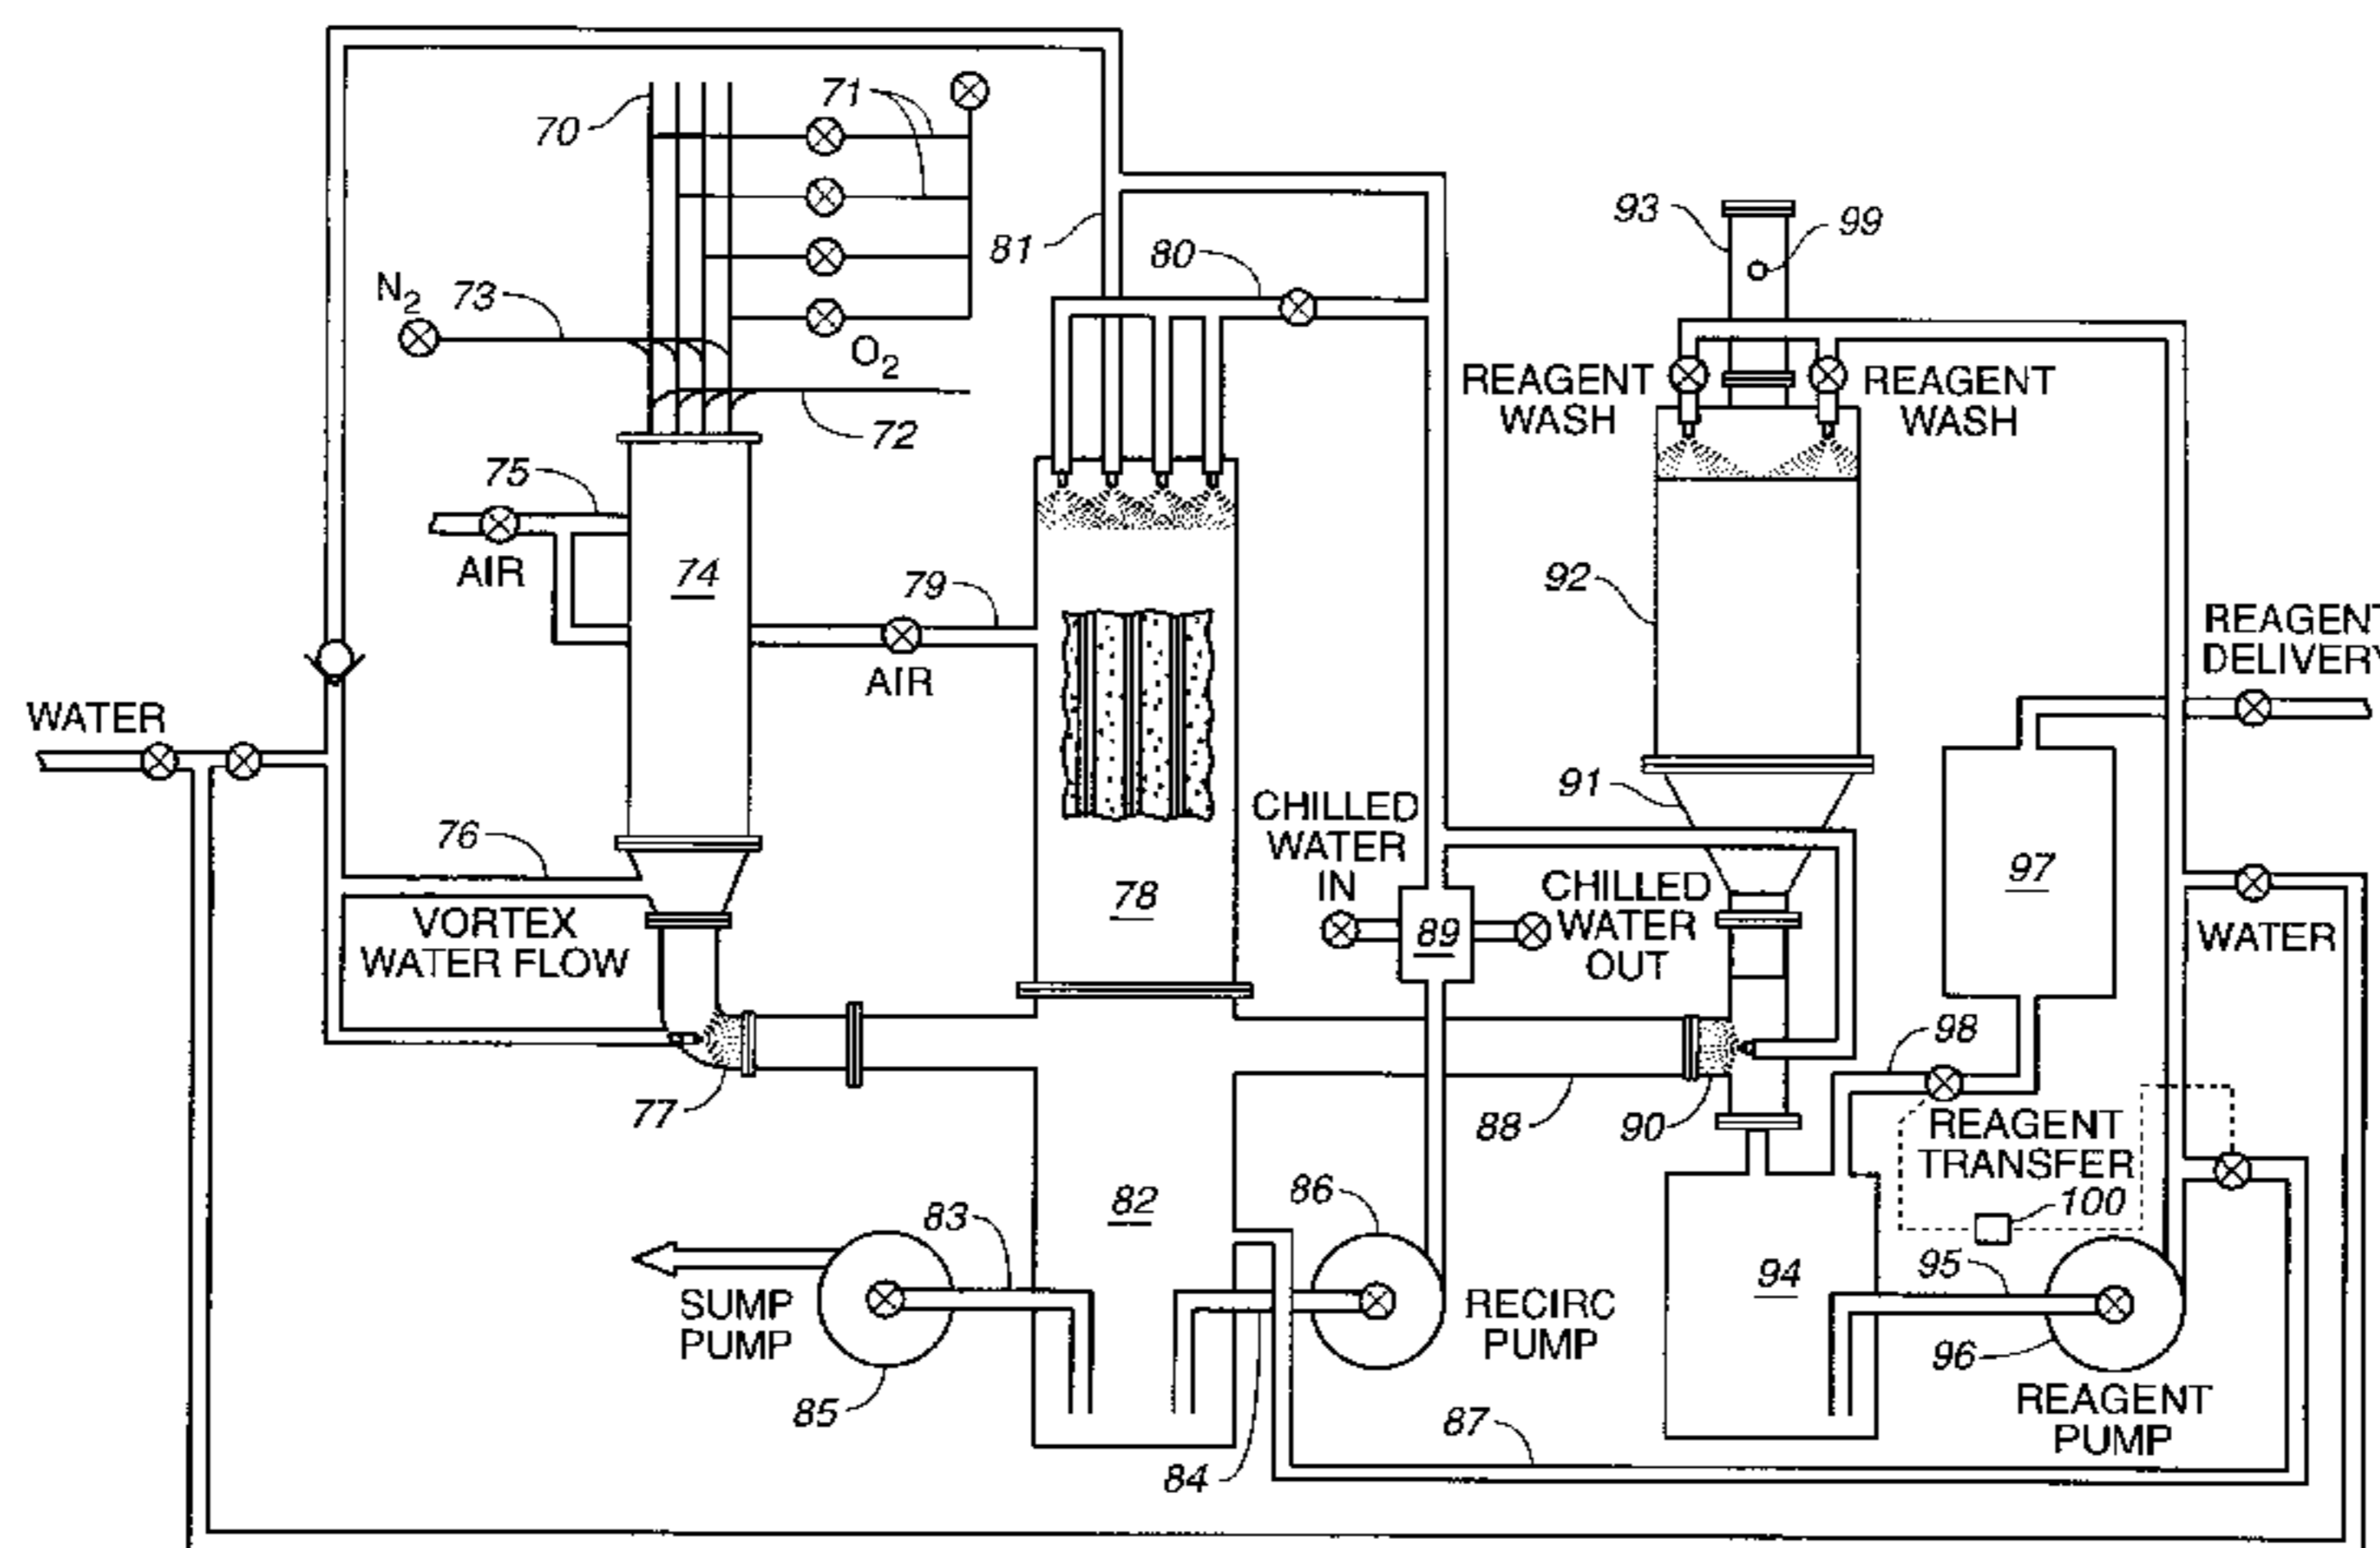 71
70
93
99
81
80
N2
73
O2
REAGENT
WASH
REAGENT
WASH
72
75
AIR
74
79
92
AIR
REAGENT
DELIVERY
WATER
91
CHILLED
WATER
IN
76
78
97
CHILLED
WATER
OUT
89
VORTEX
WATER FLOW
WATER
98
77
88
90
REAGENT
TRANSFER
82
86
83
100
94
95
SUMP
PUMP
RECIRC
PUMP
96
85
REAGENT
PUMP
87
84